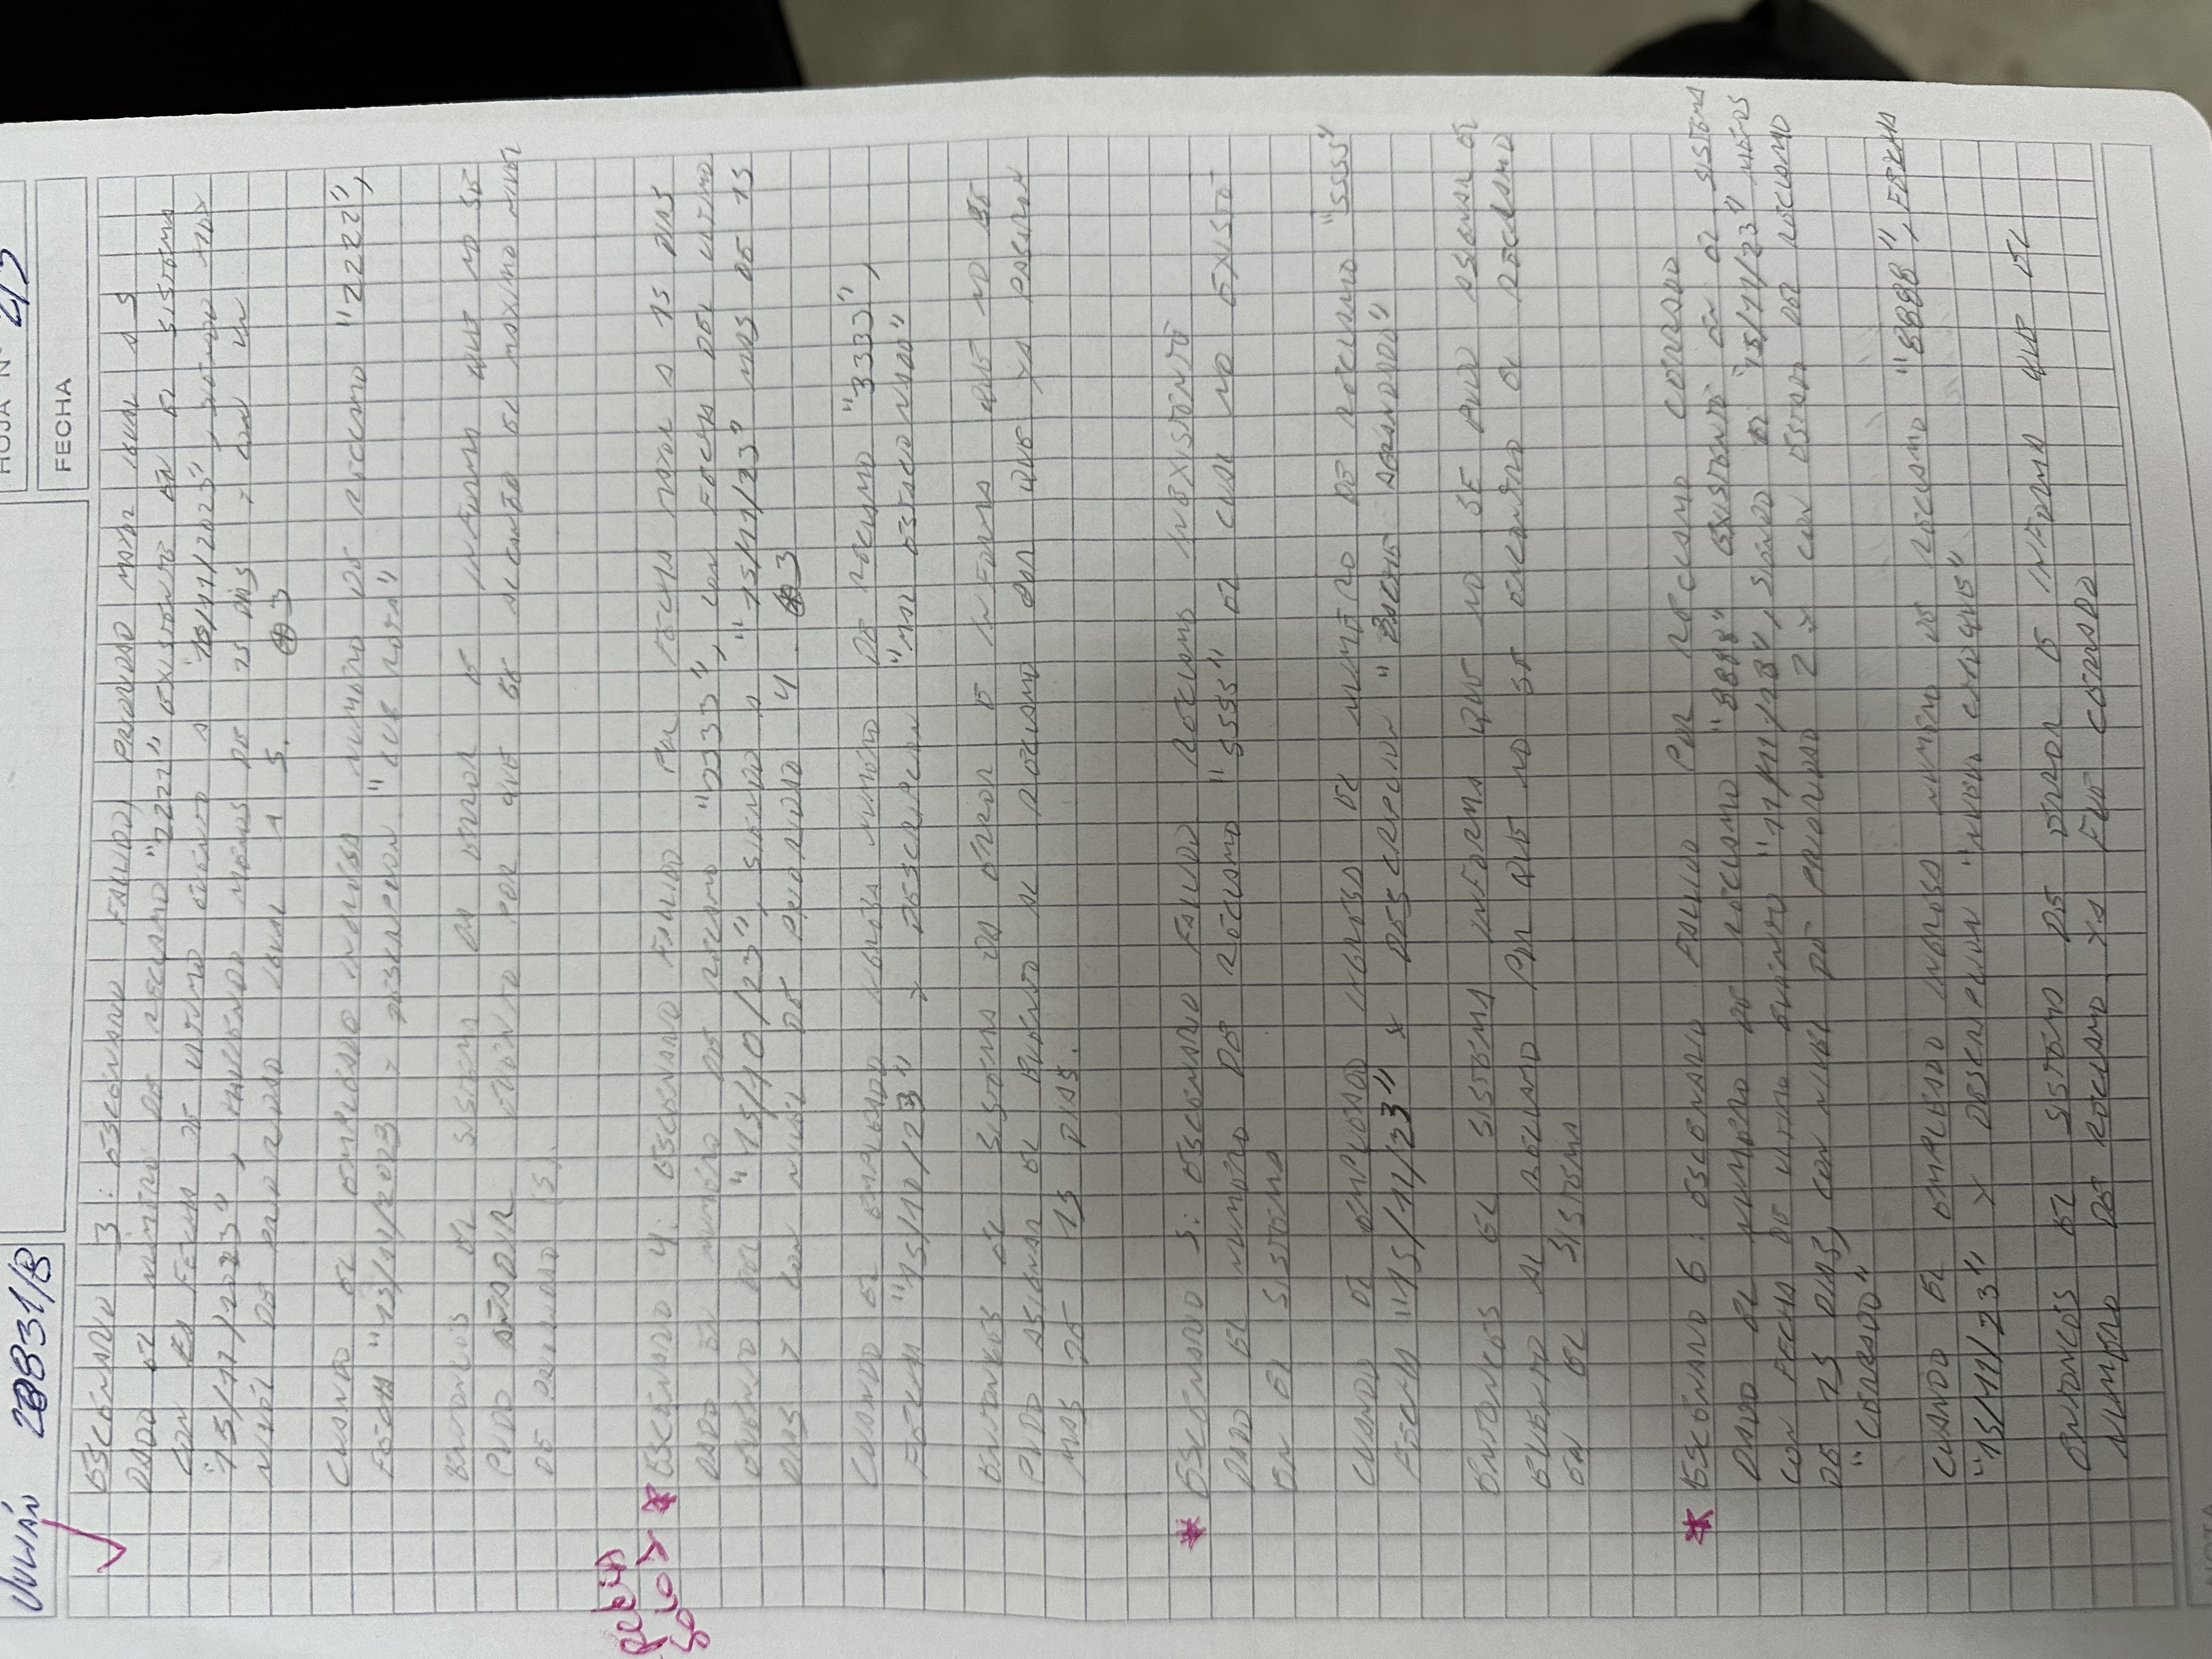 JULIÁN 20831/8
HOJA N° 2/3
FECHA
ESCENARIO 3: ESCENARIO FALLIDO, PRIORIDAD MAYOR IGUAL A 5
DADO EL NUMERO DE RECLAMO "2222" EXISTENTE EN EL SISTEMA
CON FECHA DE ULTIMO EVENTO A "15/11/2023", SIENDO HOY
"15/11/2023", HACIENDO MENOS DE 15 DIAS Y CON UN
NIVEL DE PRIORIDAD IGUAL A 5. * 3
CUANDO EL EMPLEADO INGRESA NUMERO DE RECLAMO "2222",
FECHA "15/11/2023 Y DESCRIPCION "LUZ ROTA"
ENTONCES EL SISTEMA DA ERROR E INFORMA QUE NO SE
PUDO AÑADIR EVENTO POR QUE SE ALCANZO EL MAXIMO NIVEL
DE PRIORIDAD (5).
PEDIA
SOLO 3 * ESCENARIO 4: ESCENARIO FALLIDO POR FECHA MAYOR A 15 DIAS
DADO EN NUMERO DE RECLAMO "3333", CON FECHA DEL ULTIMO
EVENTO DEL "15/10/23", SIENDO A "15/11/23" MAS DE 15
DIAS Y CON NIVEL DE PRIORIDAD 4. * 3
CUANDO EL EMPLEADO INGRESA NUMERO DE RECLAMO "3333",
FECHA "15/10/23" Y DESCRIPCION "MAL ESTACIONADO"
ENTONCES EL SISTEMA DA ERROR E INFORMA QUE NO SE
PUDO ASIGNAR EL EVENTO AL RECLAMO POR QUE YA PASARON
MAS DE 15 DIAS.
* ESCENARIO 5: ESCENARIO FALLIDO RECLAMO INEXISTENTE
DADO EL NUMERO DE RECLAMO "5555" EL CUAL NO EXISTE
EN EL SISTEMA
CUANDO EL EMPLEADO INGRESA EL NUMERO DE RECLAMO "5555"
FECHA "15/11/23" Y DESCRIPCION "BACHE AGRANDADO"
ENTONCES EL SISTEMA INFORMA QUE NO SE PUDO ASIGNAR EL
EVENTO AL RECLAMO POR QUE NO SE ENCONTRO EL RECLAMO
EN EL SISTEMA
* ESCENARIO 6: ESCENARIO FALLIDO POR RECLAMO CERRADO
DADO EL NUMERO DE RECLAMO "8888" EXISTENTE EN EL SISTEMA
CON FECHA DE ULTIMO EVENTO "11/11/23", SIENDO EL "15/11/23" MENOS
DE 15 DIAS, CON NIVEL DE PRIORIDAD 2 Y CON ESTADO DEL RECLAMO
"CERRADO"
CUANDO EL EMPLEADO INGRESA NUMERO DE RECLAMO "8888", FECHA
"15/11/23" Y DESCRIPCION "NUEVO CHOQUE"
ENTONCES EL SISTEMA DE ERROR E INFORMA QUE EL
NUMERO DE RECLAMO YA FUE CERRADO
NOTA